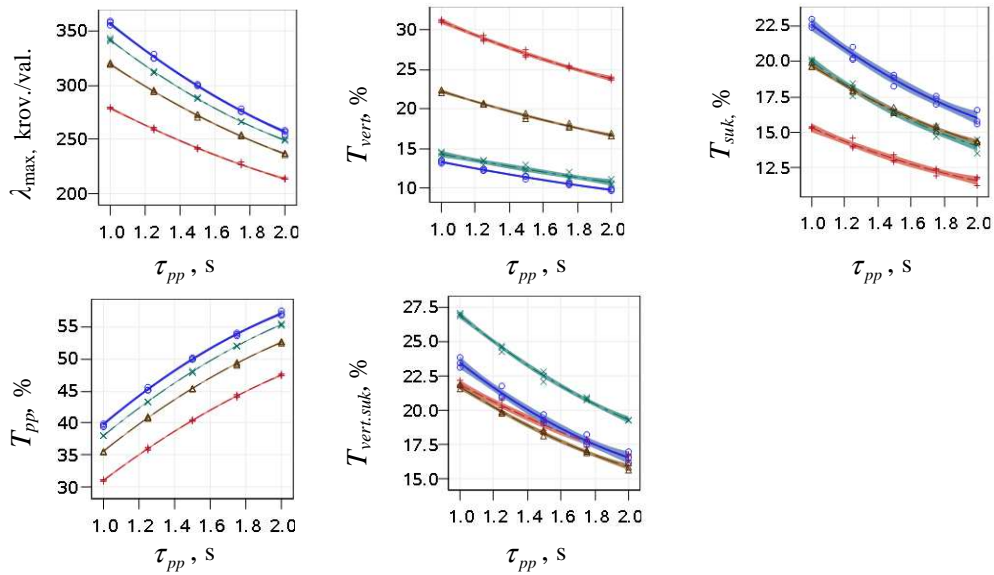 λmax, krov./val.
350
300
250
200
1.0 1.2 1.4 1.6 1.8 2.0
τpp , s
Tvert, %
30
25
20
15
10
1.0 1.2 1.4 1.6 1.8 2.0
τpp , s
Tsuk, %
22.5
20.0
17.5
15.0
12.5
1.0 1.2 1.4 1.6 1.8 2.0
τpp , s
Tpp, %
55
50
45
40
35
30
1.0 1.2 1.4 1.6 1.8 2.0
τpp , s
Tvert.suk, %
27.5
25.0
22.5
20.0
17.5
15.0
1.0 1.2 1.4 1.6 1.8 2.0
τpp , s